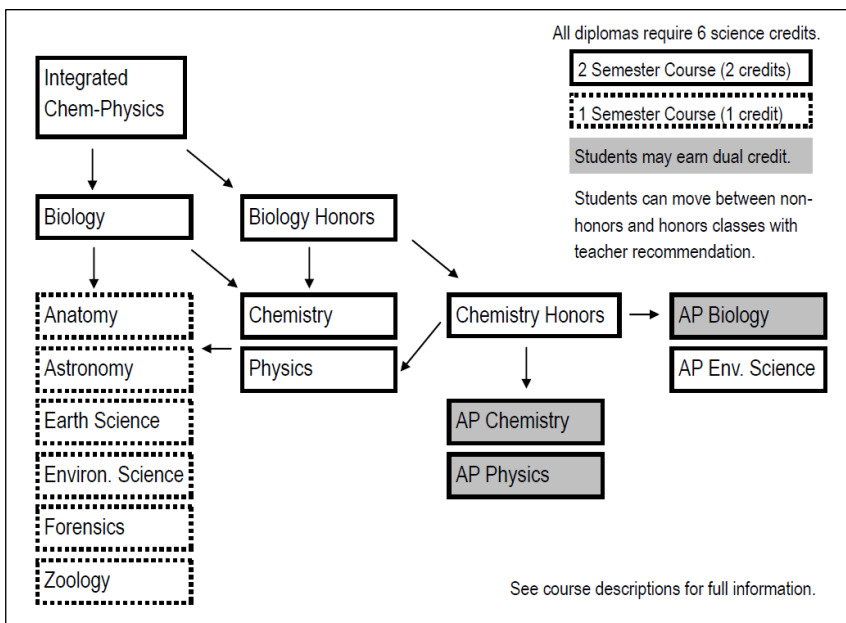 All diplomas require 6 science credits.
Integrated
Chem-Physics
2 Semester Course (2 credits)
1 Semester Course (1 credit)
Students may earn dual credit.
Students can move between non-
honors and honors classes with
teacher recommendation.
Biology
Biology Honors
Anatomy
Chemistry
Chemistry Honors
AP Biology
Astronomy
Physics
AP Env. Science
Earth Science
AP Chemistry
Environ. Science
AP Physics
Forensics
Zoology
See course descriptions for full information.